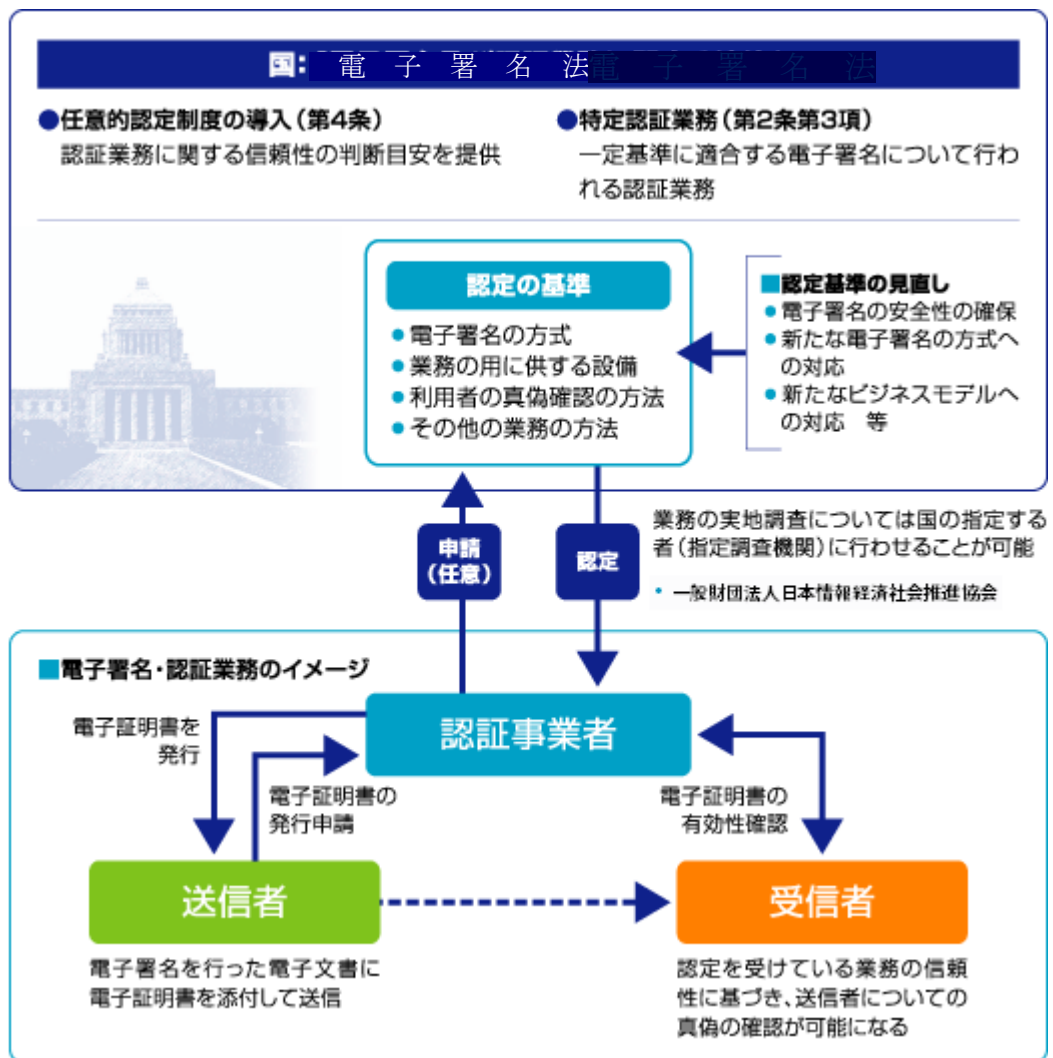 国: 電子署名法電子署名法
●任意的認定制度の導入(第4条)
認証業務に関する信頼性の判断目安を提供
●特定認証業務(第2条第3項)
一定基準に適合する電子署名について行わ
れる認証業務
認定の基準
●電子署名の方式
●業務の用に供する設備
●利用者の真偽確認の方法
●その他の業務の方法
■認定基準の見直し
●電子署名の安全性の確保
●新たな電子署名の方式へ
の対応
●新たなビジネスモデルへ
の対応 等
申請
(任意)
認定
業務の実地調査については国の指定する
者(指定調査機関)に行わせることが可能
• 一般財団法人日本情報経済社会推進協会
■電子署名・認証業務のイメージ
認証事業者
電子証明書を
発行
電子証明書の
発行申請
電子証明書の
有効性確認
送信者
受信者
電子署名を行った電子文書に
電子証明書を添付して送信
認定を受けている業務の信頼
性に基づき、送信者についての
真偽の確認が可能になる